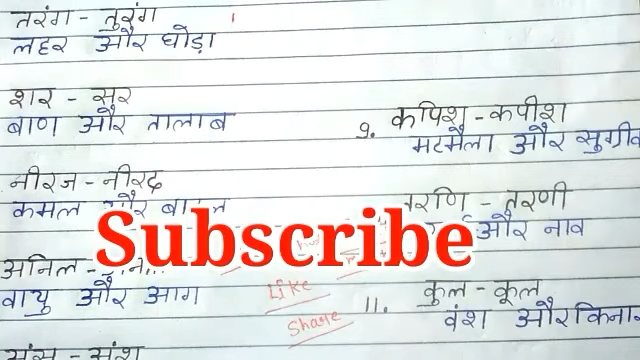 तरंग - तुरंग
लहर और घोड़ा
शर - सर
बाण और तालाब
नीरज - नीरद
कमल
अनिल -
वायु और आग
9. कपिश - कपीश
मटमैला और सुग्रीव
तरणि - तरणी
और नाव
11. कुल - कूल
वंश और किनारा
Subscribe
Like
Share